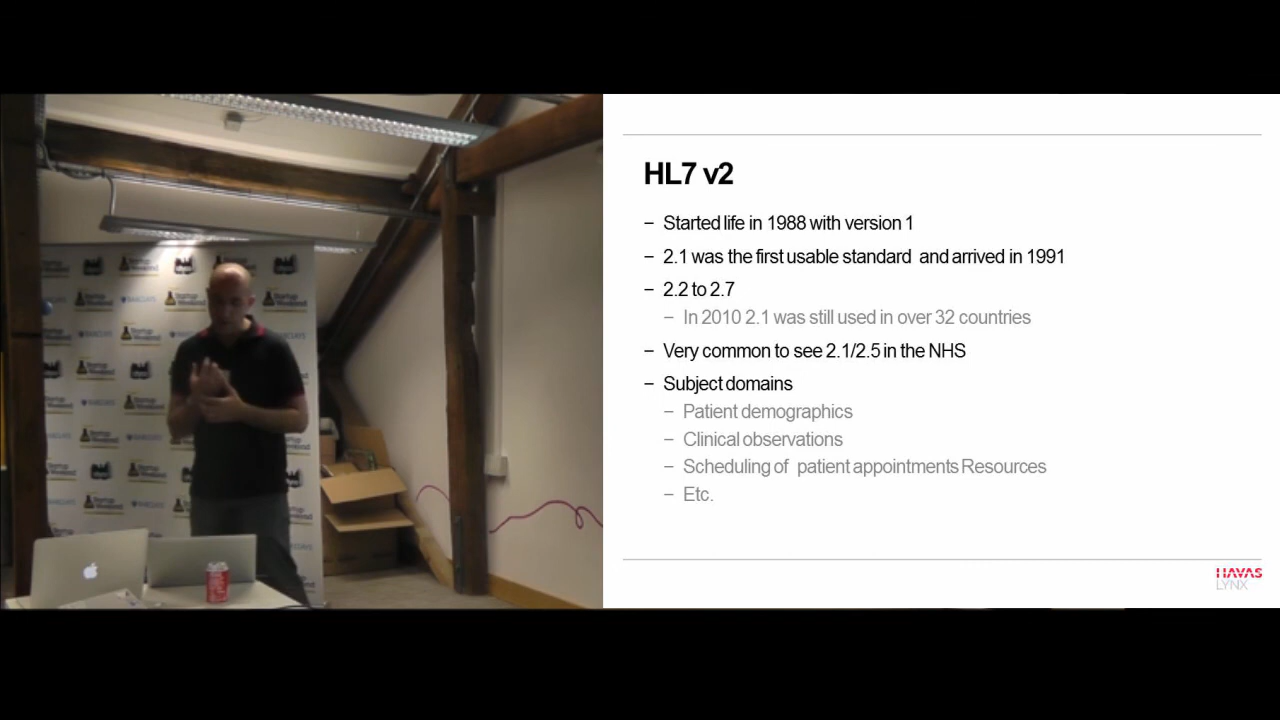 HL7 v2
– Started life in 1988 with version 1
– 2.1 was the first usable standard and arrived in 1991
– 2.2 to 2.7
– In 2010 2.1 was still used in over 32 countries
– Very common to see 2.1/2.5 in the NHS
– Subject domains
– Patient demographics
– Clinical observations
– Scheduling of patient appointments Resources
– Etc.
HAVAS
LYNX
Startup Weekend
BARCLAYS